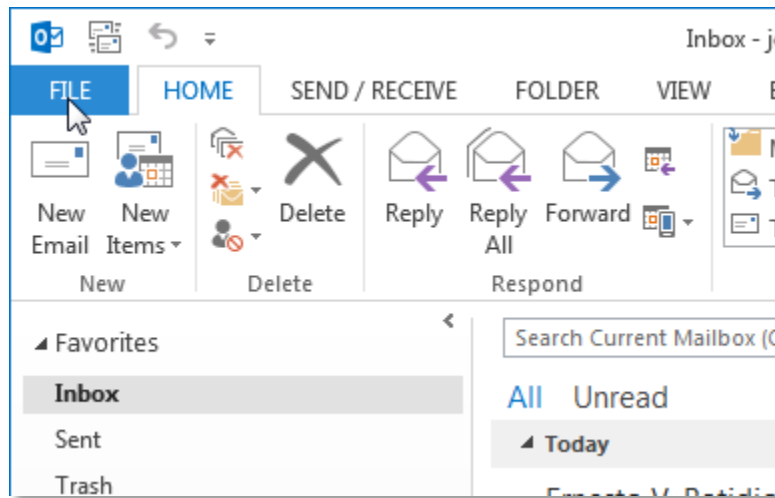 Inbox -
FILE HOME SEND / RECEIVE FOLDER VIEW
New Email
New Items
Delete
Reply
Reply All
Forward
New Delete Respond
Favorites
Search Current Mailbox
Inbox
All Unread
Sent
Today
Trash